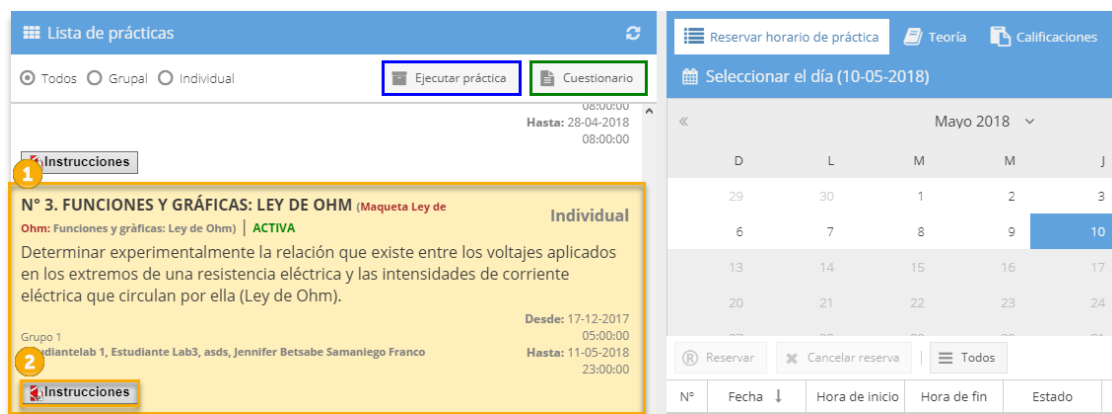 Lista de prácticas
Todos Grupal Individual
Ejecutar práctica
Cuestionario
08:00:00
Hasta: 28-04-2018
08:00:00
Instrucciones
1
N° 3. FUNCIONES Y GRÁFICAS: LEY DE OHM (Maqueta Ley de
Ohm: Funciones y gràficas: Ley de Ohm) | ACTIVA
Individual
Determinar experimentalmente la relación que existe entre los voltajes aplicados
en los extremos de una resistencia eléctrica y las intensidades de corriente
eléctrica que circulan por ella (Ley de Ohm).
Desde: 17-12-2017
05:00:00
Hasta: 11-05-2018
23:00:00
Grupo 1
diantelab 1, Estudiante Lab3, asds, Jennifer Betsabe Samaniego Franco
2
Instrucciones
Reservar horario de práctica
Teoría
Calificaciones
Seleccionar el día (10-05-2018)
« Mayo 2018
D L M M J
29 30 1 2 3
6 7 8 9 10
13 14 15 16 17
20 21 22 23 24
® Reservar
Cancelar reserva
Todos
N° Fecha ↓ Hora de inicio Hora de fin Estado